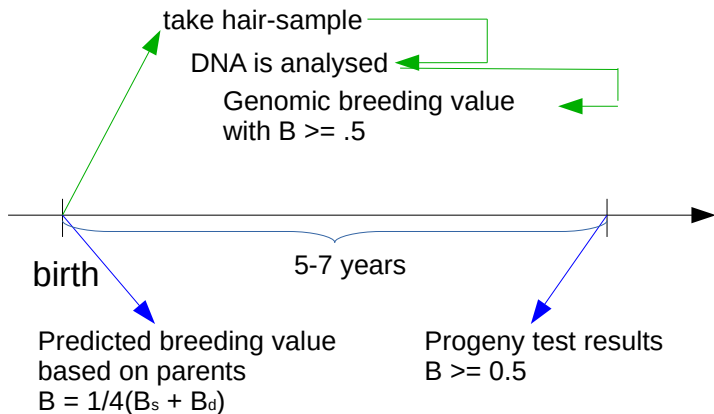 take hair-sample
DNA is analysed
Genomic breeding value
with B >= .5
birth
5-7 years
Predicted breeding value
based on parents
B = 1/4(Bs + Bd)
Progeny test results
B >= 0.5